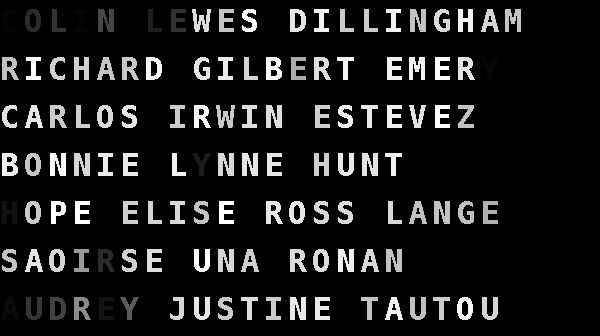 COLIN LEWES DILLINGHAM
RICHARD GILBERT EMERY
CARLOS IRWIN ESTEVEZ
BONNIE LYNNE HUNT
HOPE ELISE ROSS LANGE
SAOIRSE UNA RONAN
AUDREY JUSTINE TAUTOU